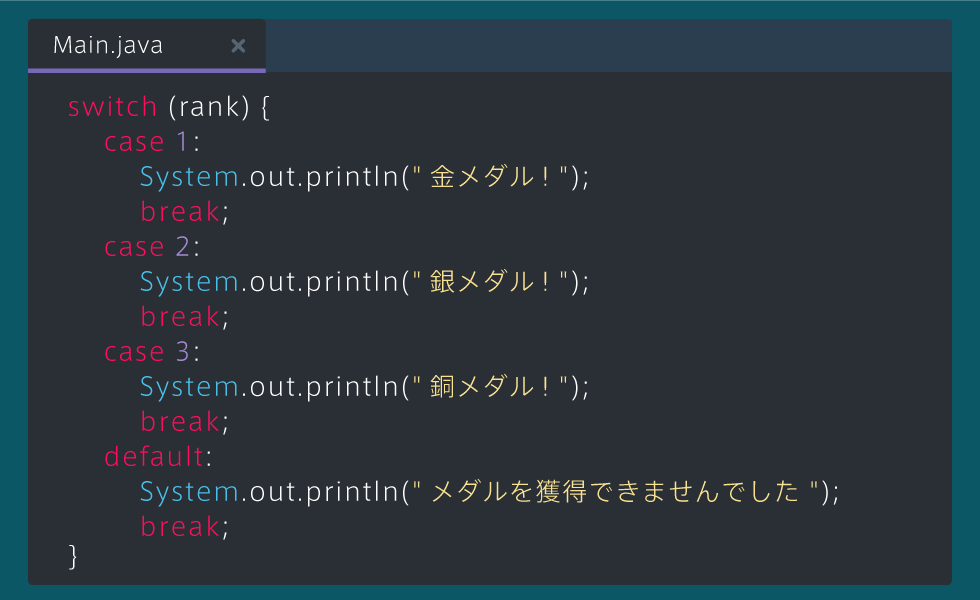 Main.java ×
switch (rank) {
case 1:
System.out.println(" 金メダル！");
break;
case 2:
System.out.println(" 銀メダル！");
break;
case 3:
System.out.println(" 銅メダル！");
break;
default:
System.out.println(" メダルを獲得できませんでした ");
break;
}